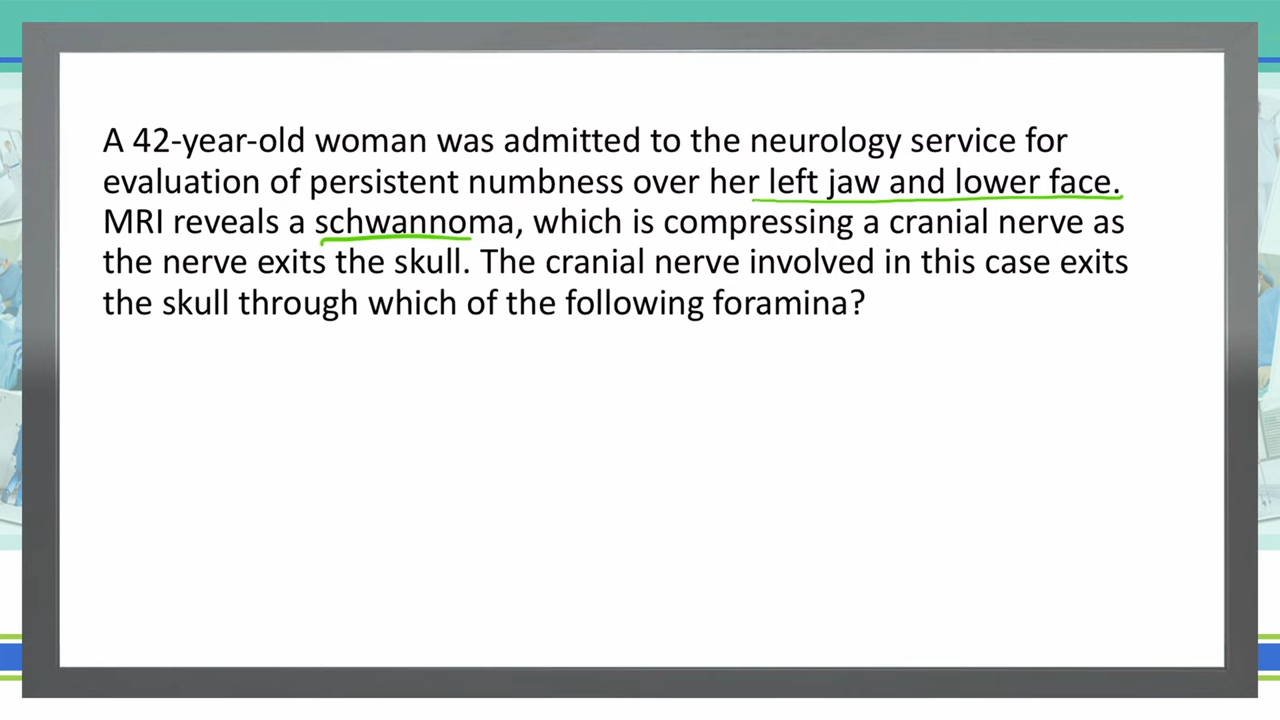 A 42-year-old woman was admitted to the neurology service for
evaluation of persistent numbness over her left jaw and lower face.
MRI reveals a schwannoma, which is compressing a cranial nerve as
the nerve exits the skull. The cranial nerve involved in this case exits
the skull through which of the following foramina?